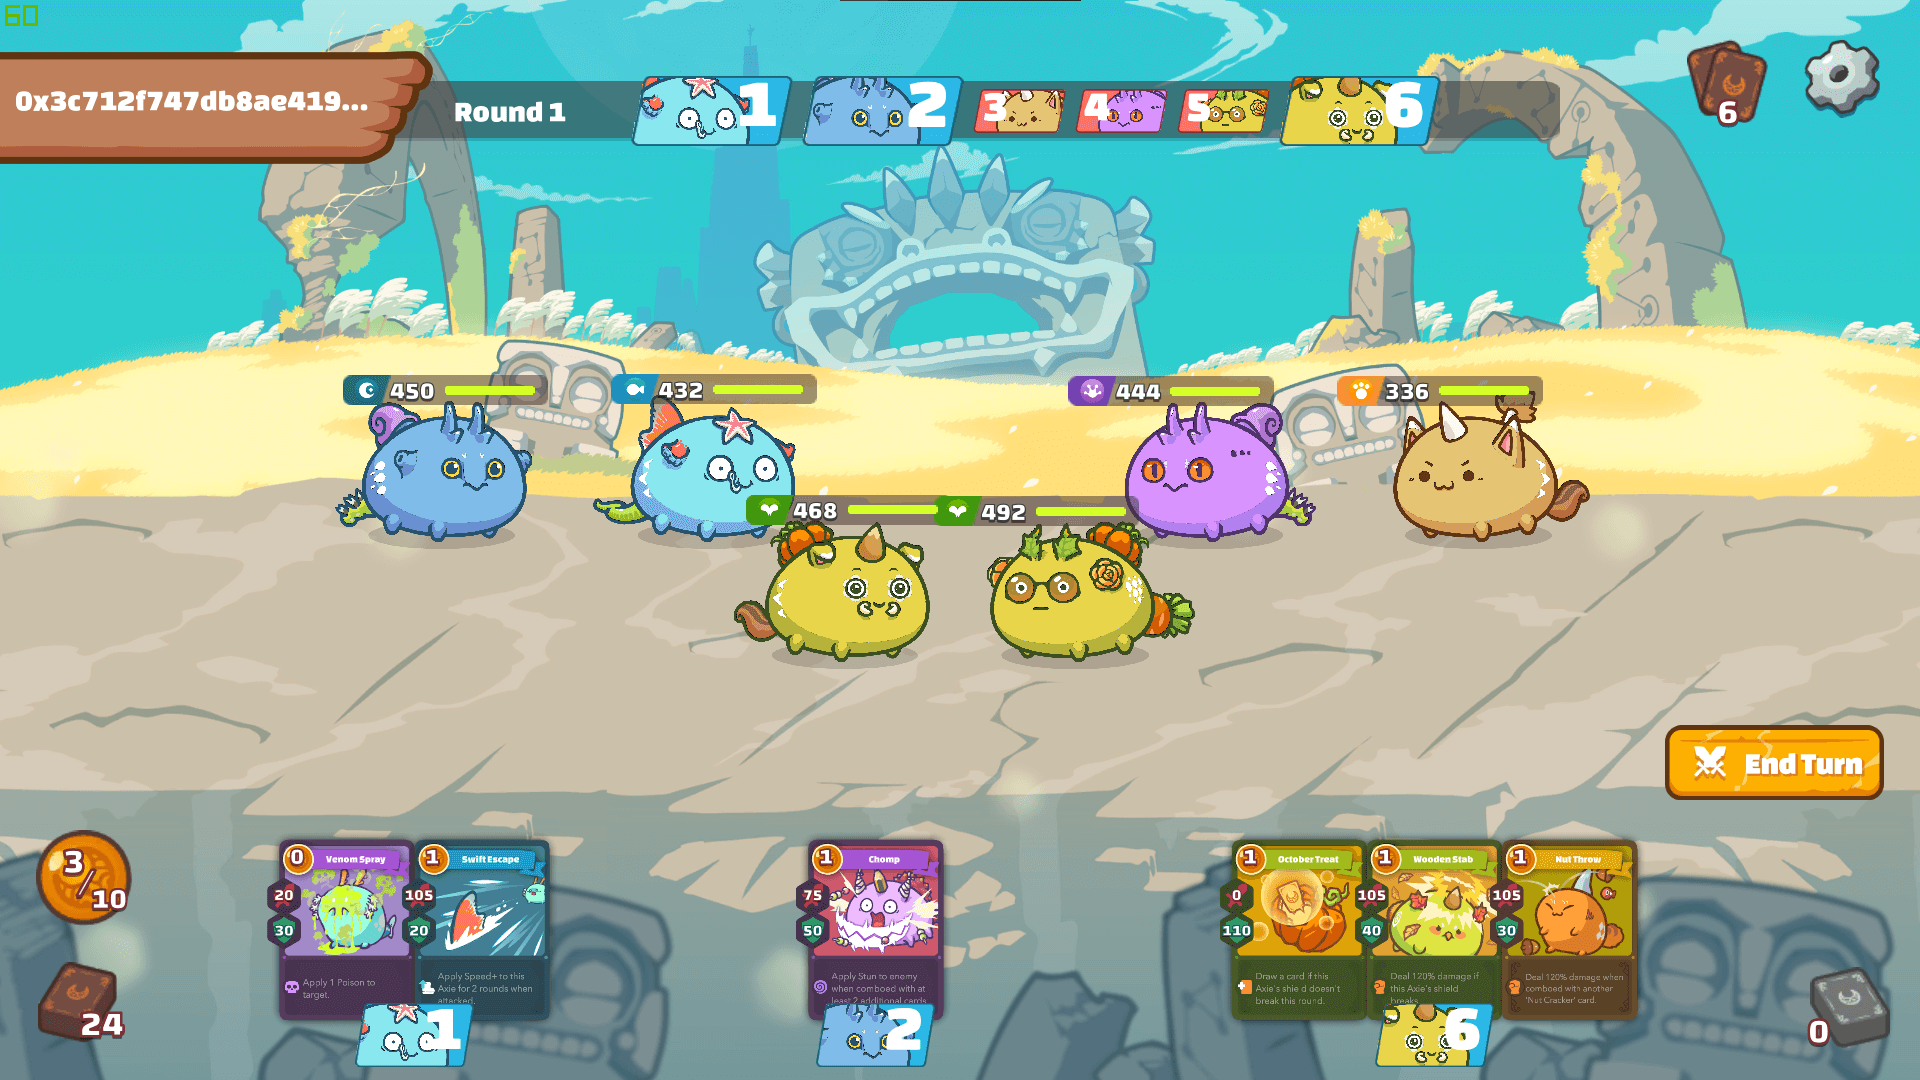 60
0x3c712f747db8ae419...
Round 1
1
2
3
4
5
6
6
450
432
444
336
468
492
End Turn
3/10
24
0
Venom Spray
20
30
Apply 1 Poison to
target.
1
Swift Escape
105
20
Apply Speed+ to this
Axie for 2 rounds when
attacked.
1
1
Chomp
75
50
Apply Stun to enemy
when comboed with at
least 2 additional cards
2
1
October Treat
0
110
Draw a card if this
Axie's shield doesn't
break this round.
1
Wooden Stab
105
40
Deal 120% damage if
this Axie's shield
breaks.
1
Nut Throw
105
30
Deal 120% damage when
comboed with another
'Nut Cracker' card.
6
0